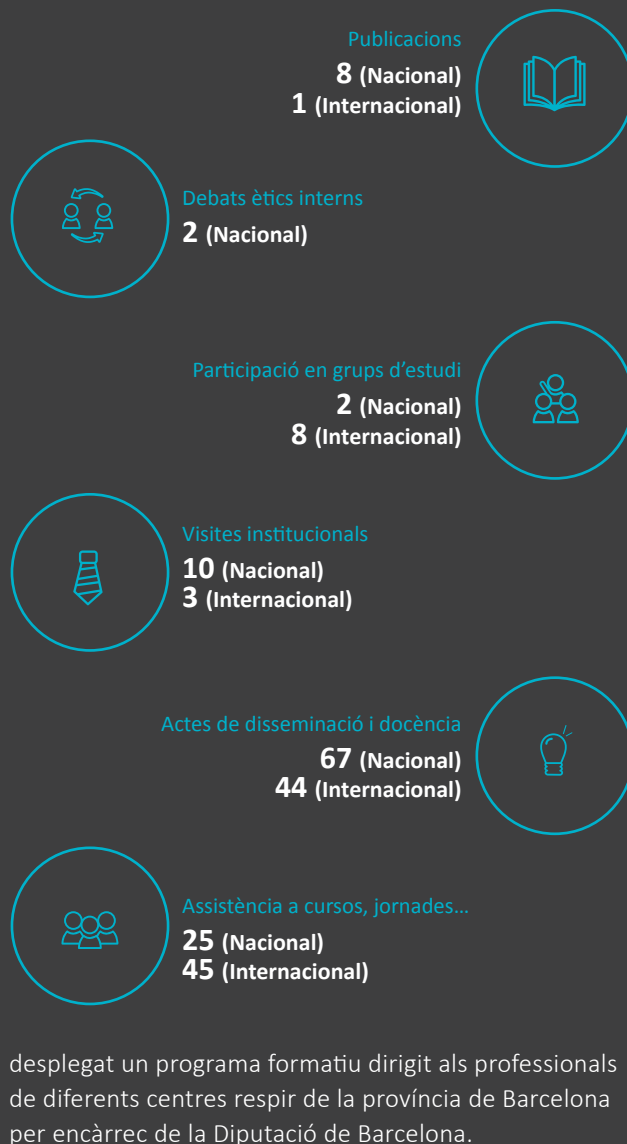 Publicacions
8 (Nacional)
1 (Internacional)
Debats ètics interns
2 (Nacional)
Participació en grups d’estudi
2 (Nacional)
8 (Internacional)
Visites institucionals
10 (Nacional)
3 (Internacional)
Actes de disseminació i docència
67 (Nacional)
44 (Internacional)
Assistència a cursos, jornades...
25 (Nacional)
45 (Internacional)
desplegat un programa formatiu dirigit als professionals
de diferents centres respir de la província de Barcelona
per encàrrec de la Diputació de Barcelona.